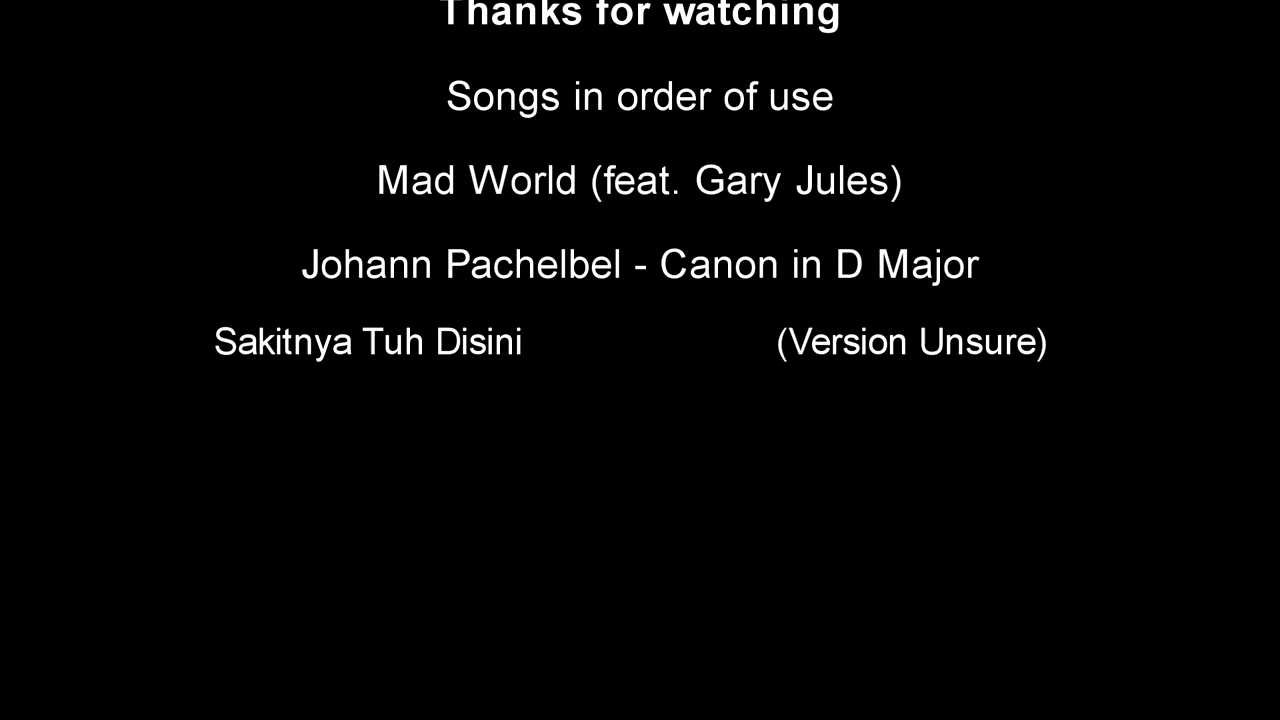 Thanks for watching
Songs in order of use
Mad World (feat. Gary Jules)
Johann Pachelbel - Canon in D Major
Sakitnya Tuh Disini (Version Unsure)